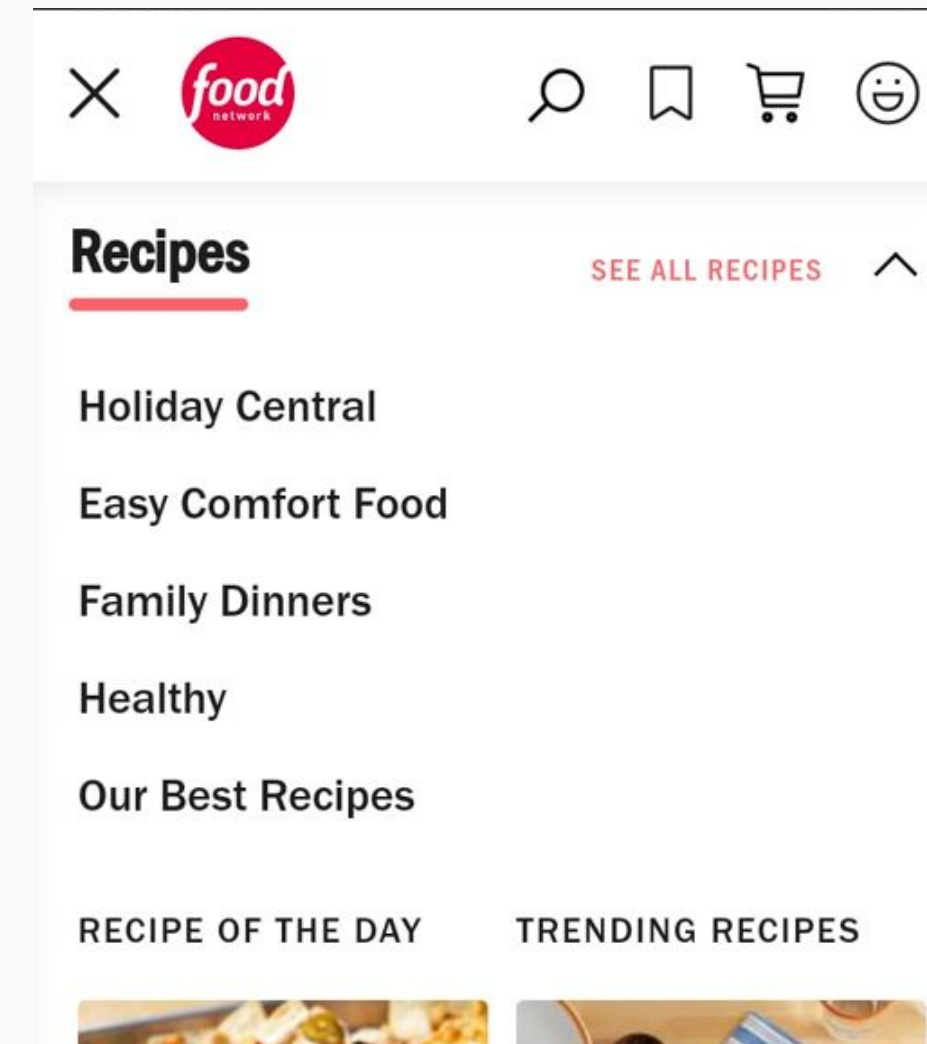 food
network
Recipes
SEE ALL RECIPES
Holiday Central
Easy Comfort Food
Family Dinners
Healthy
Our Best Recipes
RECIPE OF THE DAY
TRENDING RECIPES